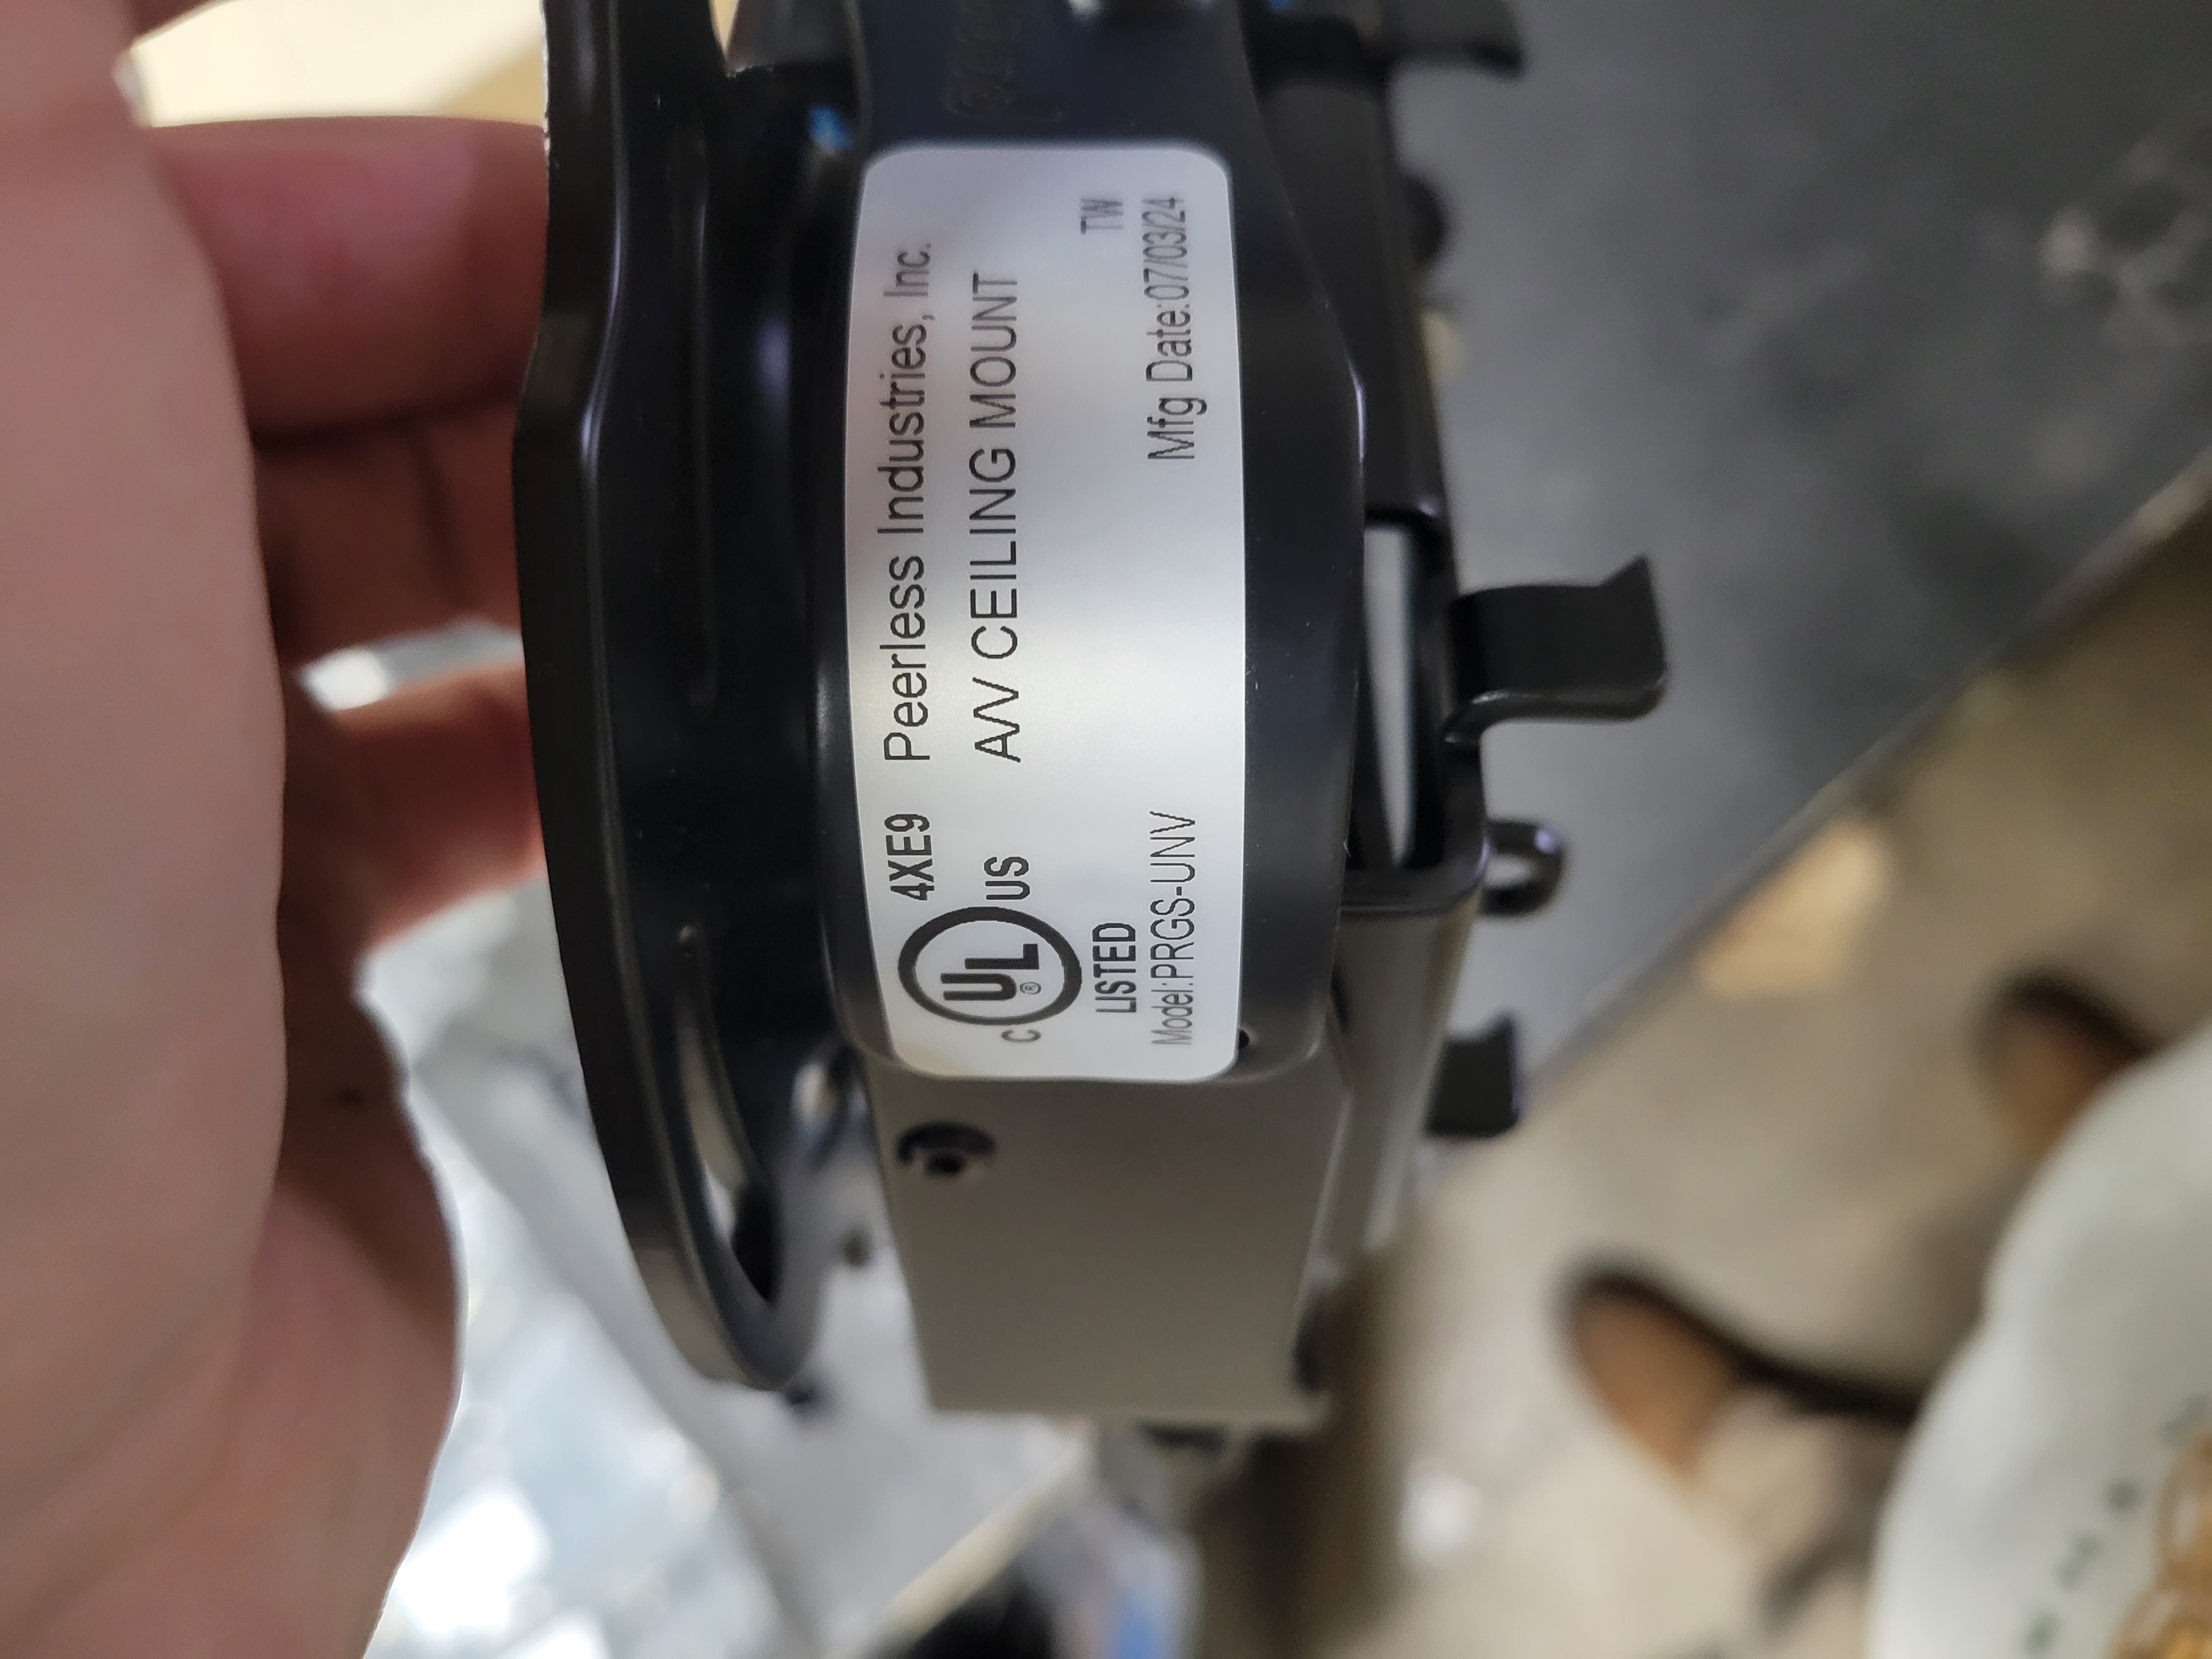 4XE9 Peerless Industries, Inc.
C UL® US A/V CEILING MOUNT
LISTED TW
Model:PRGS-UNV Mfg Date:07/03/24